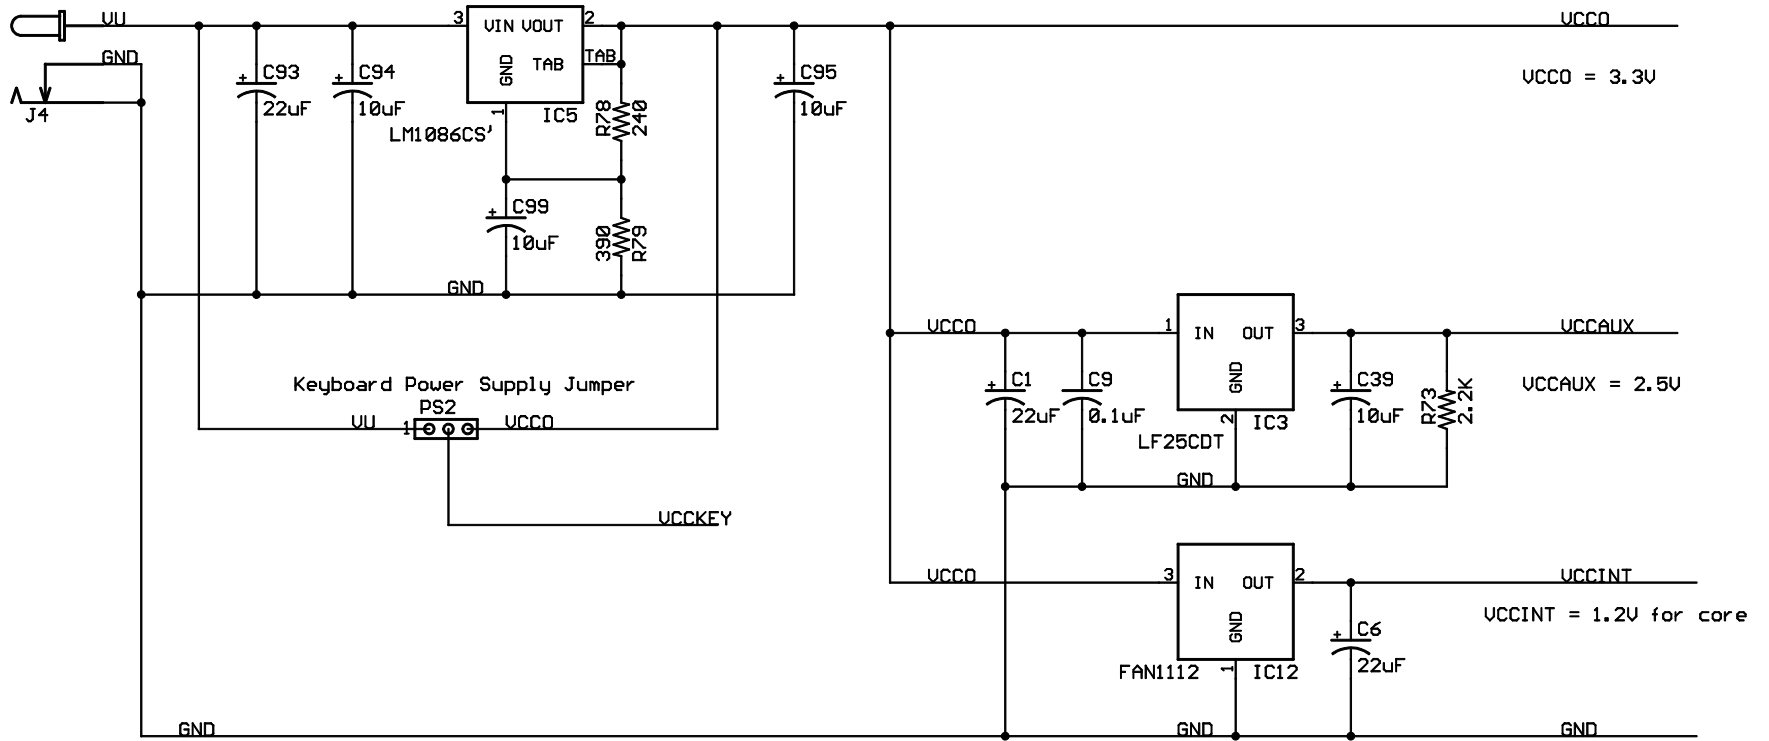 VU
GND
J4
+ C93
22uF
+ C94
10uF
3 VIN VOUT 2
GND TAB TAB
1
IC5
LM1086CS'
R78
240
+ C95
10uF
VCCO
VCCO = 3.3V
+ C99
10uF
390
R79
GND
Keyboard Power Supply Jumper
PS2
VU 1 VCCO
VCCKEY
VCCO
+ C1
22uF
C9
0.1uF
1 IN OUT 3
GND
2
IC3
LF25CDT
+ C39
10uF
R73
2.2K
VCCAUX
VCCAUX = 2.5V
GND
VCCO
3 IN OUT 2
GND
1
FAN1112 IC12
+ C6
22uF
VCCINT
VCCINT = 1.2V for core
GND GND GND